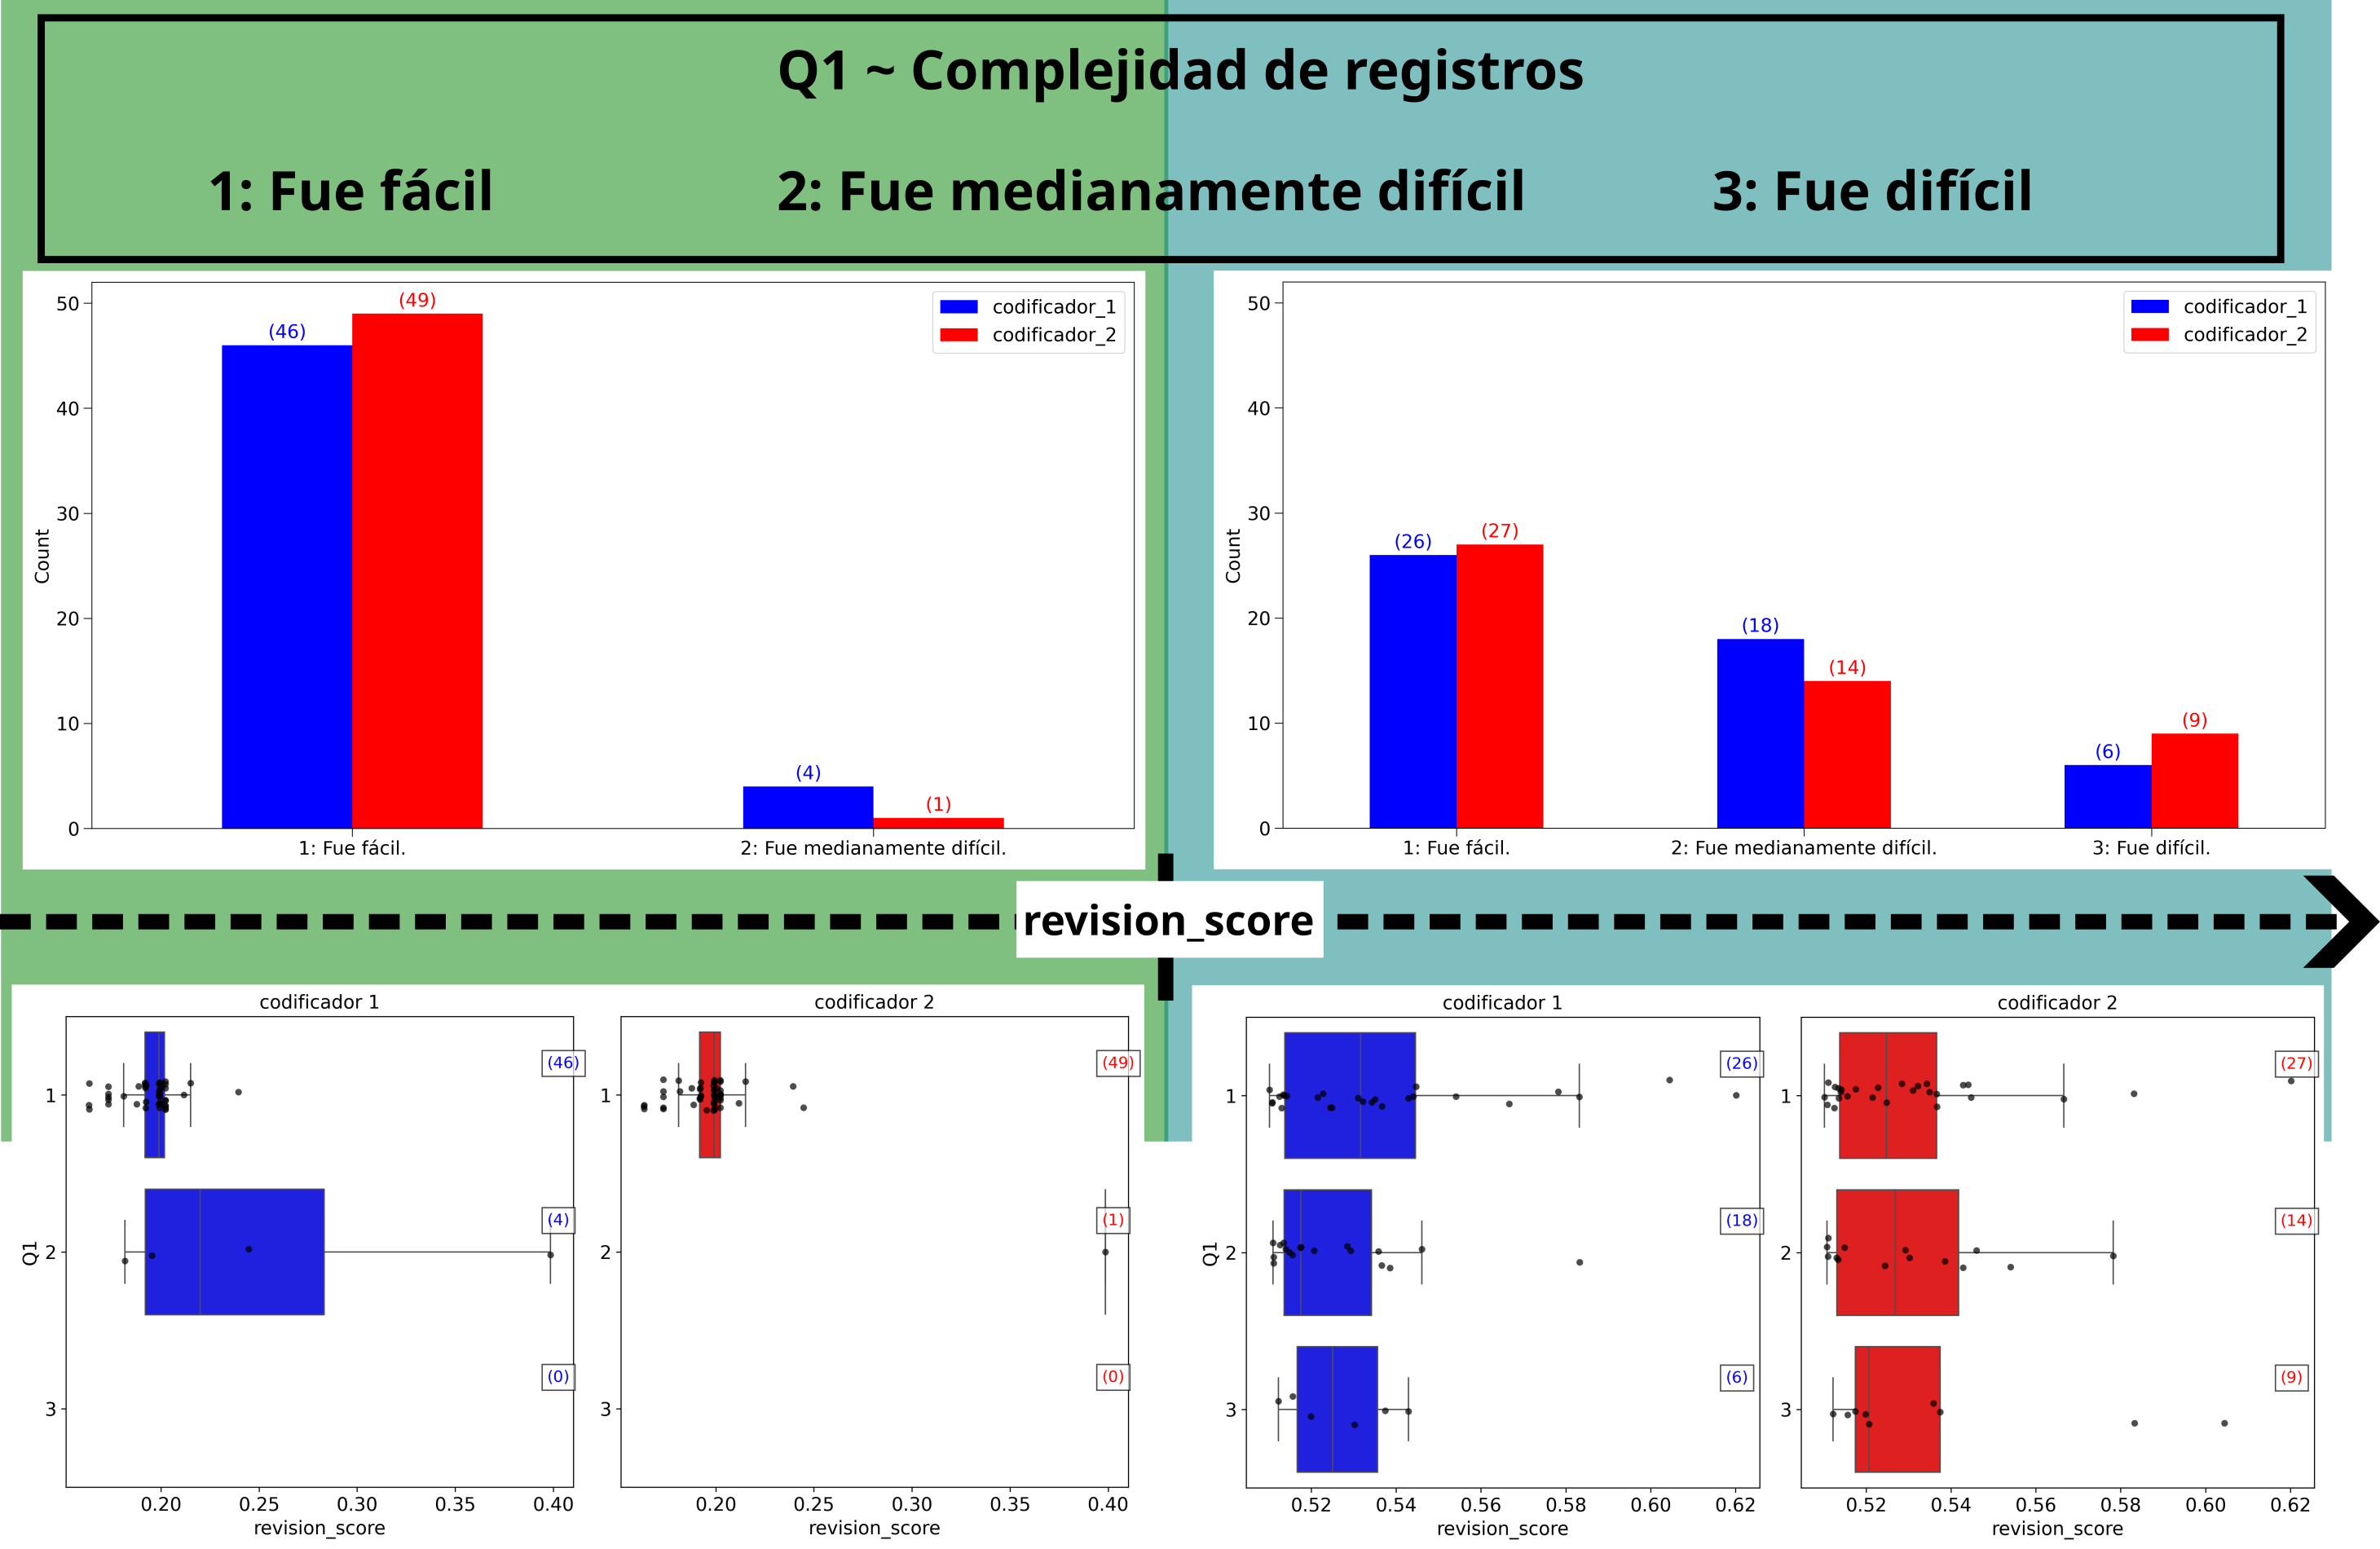 Q1 ~ Complejidad de registros
1: Fue fácil 2: Fue medianamente difícil 3: Fue difícil
50
40
30
20
10
0
Count
(46)
(49)
(4)
(1)
codificador_1
codificador_2
1: Fue fácil. 2: Fue medianamente difícil.
50
40
30
20
10
0
Count
(26)
(27)
(18)
(14)
(6)
(9)
codificador_1
codificador_2
1: Fue fácil. 2: Fue medianamente difícil. 3: Fue difícil.
revision_score
codificador 1
(46)
(4)
(0)
Q1
1
2
3
0.20 0.25 0.30 0.35 0.40
revision_score
codificador 2
(49)
(1)
(0)
1
2
3
0.20 0.25 0.30 0.35 0.40
revision_score
codificador 1
(26)
(18)
(6)
Q1
1
2
3
0.52 0.54 0.56 0.58 0.60 0.62
revision_score
codificador 2
(27)
(14)
(9)
1
2
3
0.52 0.54 0.56 0.58 0.60 0.62
revision_score